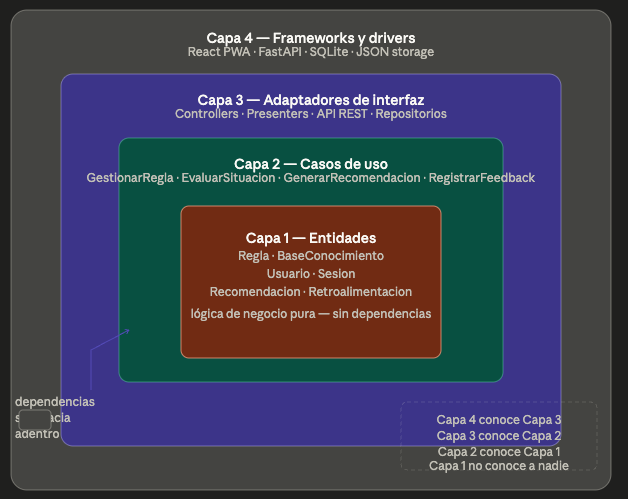 Capa 4 — Frameworks y drivers
React PWA · FastAPI · SQLite · JSON storage
Capa 3 — Adaptadores de interfaz
Controllers · Presenters · API REST · Repositorios
Capa 2 — Casos de uso
GestionarRegla · EvaluarSituacion · GenerarRecomendacion · RegistrarFeedback
Capa 1 — Entidades
Regla · BaseConocimiento
Usuario · Sesion
Recomendacion · Retroalimentacion
lógica de negocio pura — sin dependencias
dependencias
adentro
Capa 4 conoce Capa 3
Capa 3 conoce Capa 2
Capa 2 conoce Capa 1
Capa 1 no conoce a nadie